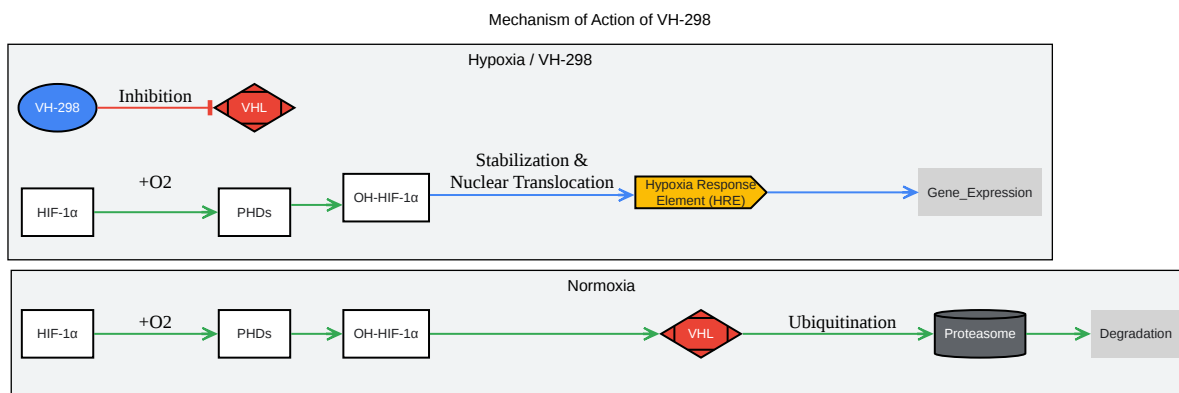 Mechanism of Action of VH-298
Hypoxia / VH-298
VH-298
Inhibition
VHL
HIF-1α
+O2
PHDs
OH-HIF-1α
Stabilization &
Nuclear Translocation
Hypoxia Response
Element (HRE)
Gene_Expression
Normoxia
HIF-1α
+O2
PHDs
OH-HIF-1α
VHL
Ubiquitination
Proteasome
Degradation